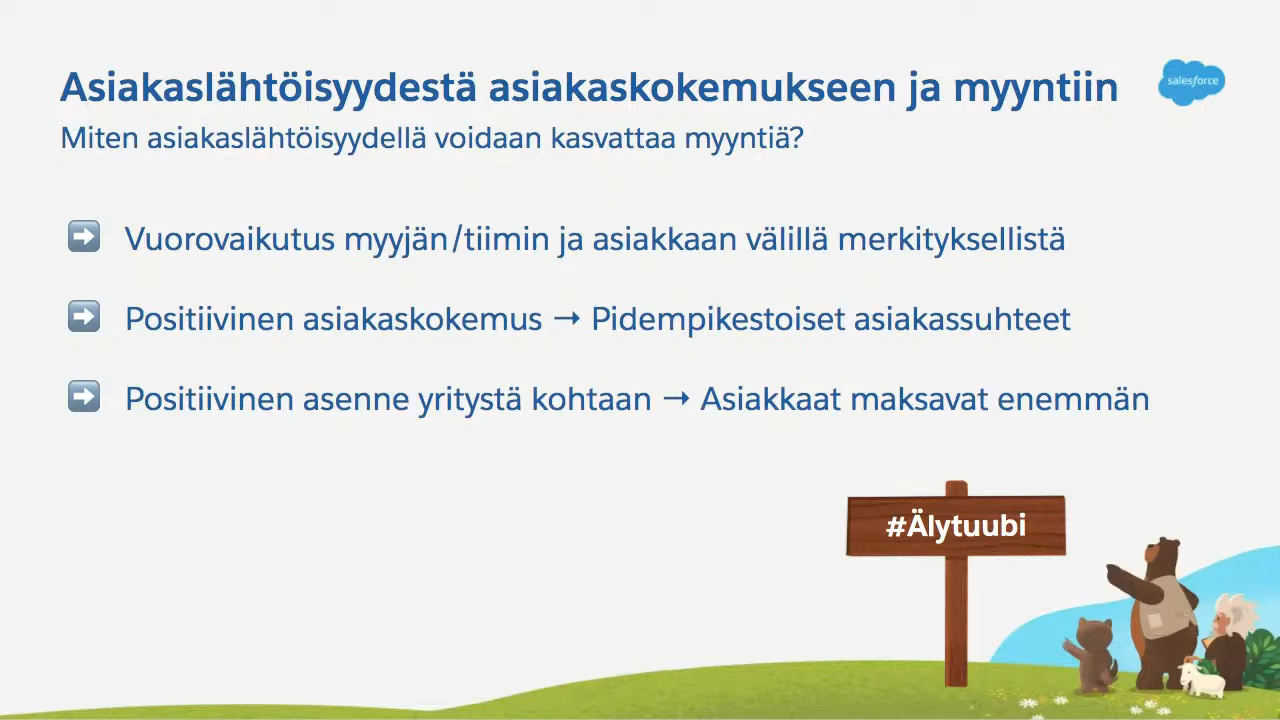 Asiakaslähtöisyydestä asiakaskokemukseen ja myyntiin
salesforce
Miten asiakaslähtöisyydellä voidaan kasvattaa myyntiä?
Vuorovaikutus myyjän/tiimin ja asiakkaan välillä merkityksellistä
Positiivinen asiakaskokemus → Pidempikestoiset asiakassuhteet
Positiivinen asenne yritystä kohtaan → Asiakkaat maksavat enemmän
#Älytuubi